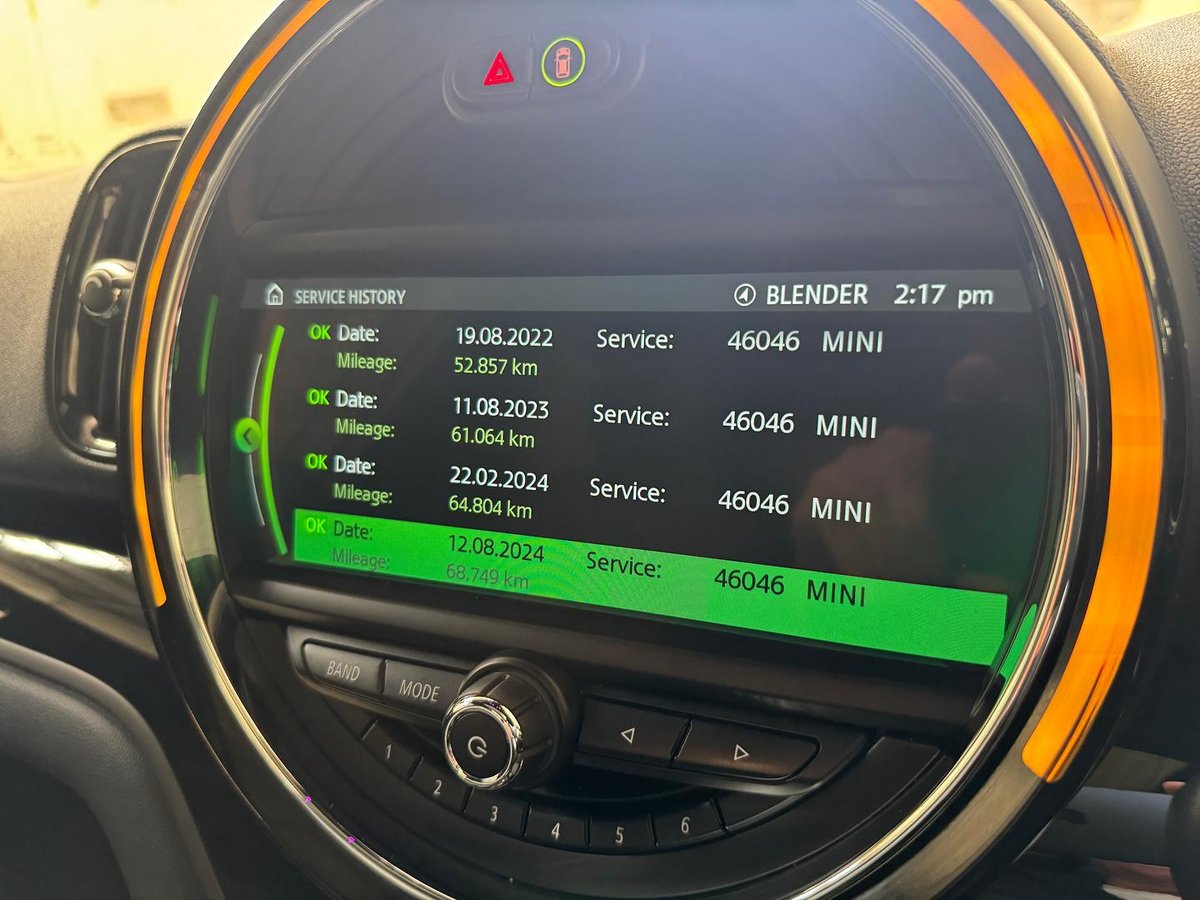 SERVICE HISTORY BLENDER 2:17 pm
OK Date: 19.08.2022 Service: 46046 MINI
Mileage: 52.857 km
OK Date: 11.08.2023 Service: 46046 MINI
Mileage: 61.064 km
OK Date: 22.02.2024 Service: 46046 MINI
Mileage: 64.804 km
OK Date: 12.08.2024 Service: 46046 MINI
Mileage: 68.749 km
BAND MODE
1 2 3 4 5 6